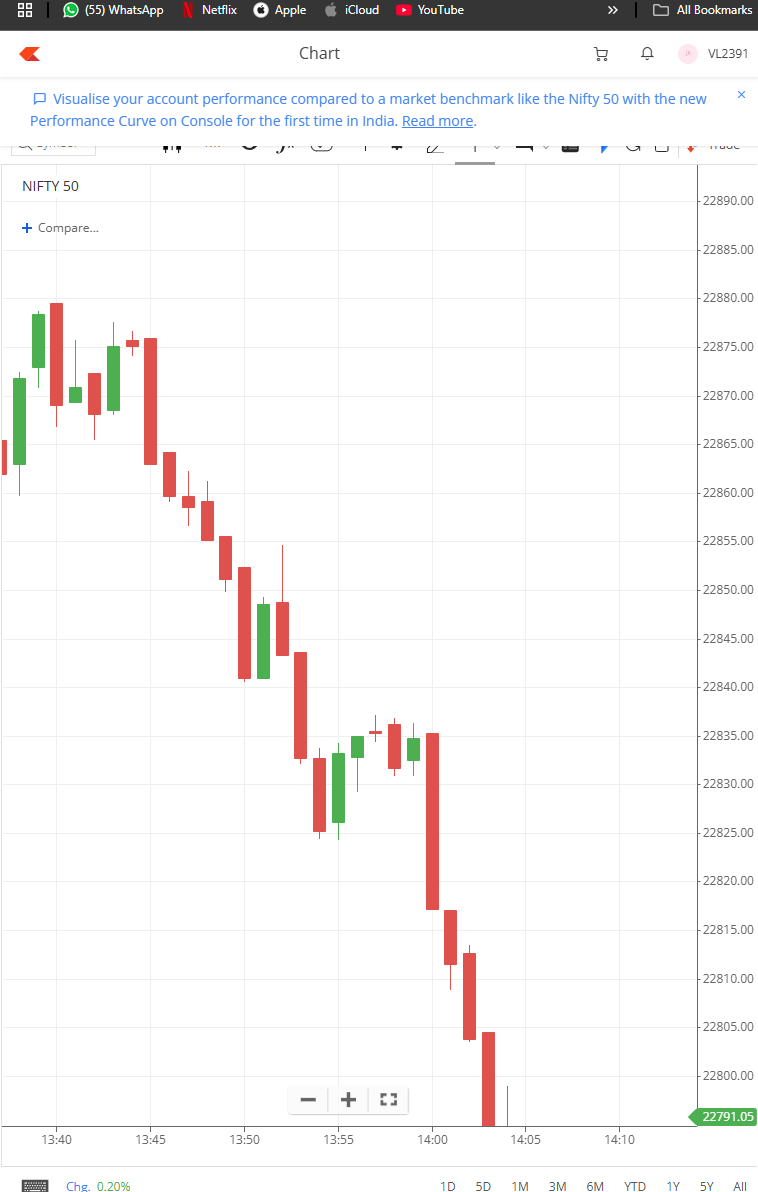 (55) WhatsApp Netflix Apple iCloud YouTube » All Bookmarks
Chart VL2391
Visualise your account performance compared to a market benchmark like the Nifty 50 with the new
Performance Curve on Console for the first time in India. Read more.
NIFTY 50
+ Compare...
22890.00
22885.00
22880.00
22875.00
22870.00
22865.00
22860.00
22855.00
22850.00
22845.00
22840.00
22835.00
22830.00
22825.00
22820.00
22815.00
22810.00
22805.00
22800.00
22791.05
13:40 13:45 13:50 13:55 14:00 14:05 14:10
Chg. 0.20% 1D 5D 1M 3M 6M YTD 1Y 5Y All